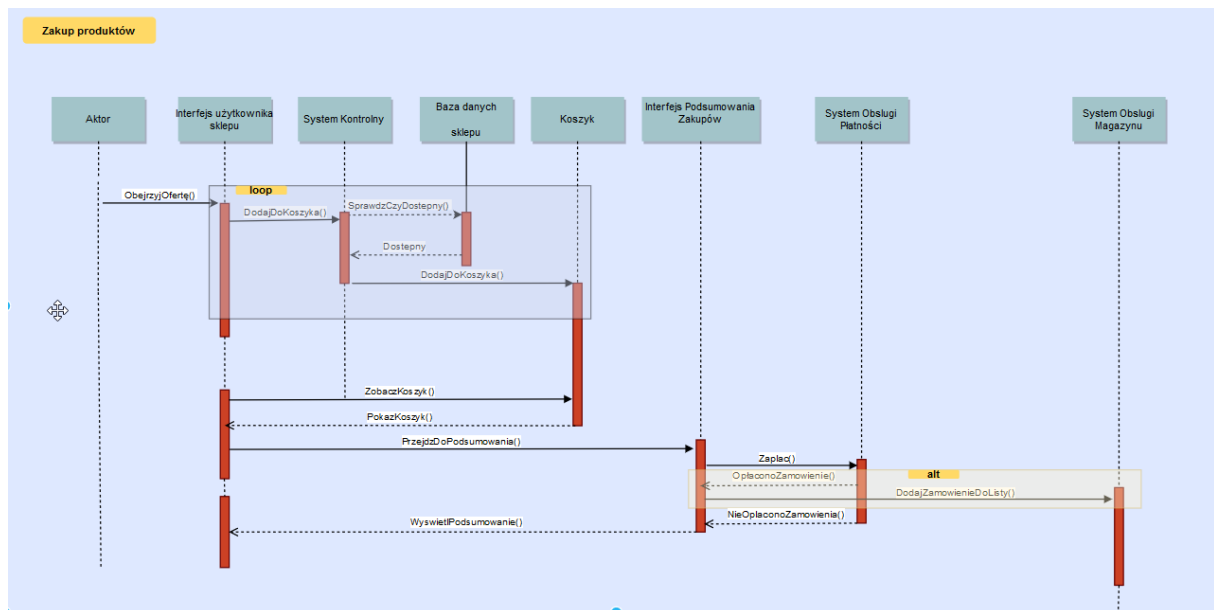 Zakup produktów
Aktor
Interfejs użytkownika
sklepu
System Kontrolny
Baza danych
sklepu
Koszyk
Interfejs Podsumowania
Zakupów
System Obslugi
Płatności
System Obslugi
Magazynu
loop
ObejrzyjOfertę()
DodajDoKoszyka()
SprawdzCzyDostepny()
Dostepny
DodajDoKoszyka()
ZobaczKoszyk()
PokazKoszyk()
PrzejdzDoPodsumowania()
Zaplac()
alt
OpłaconoZamowienie()
DodajZamowienieDoListy()
NieOplaconoZamowienia()
WyswietlPodsumowanie()